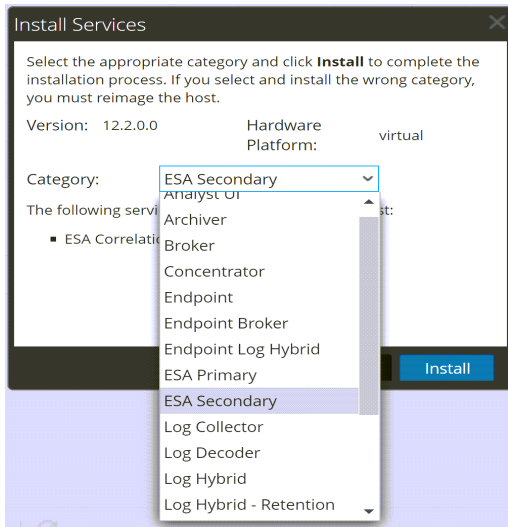 Install Services
Select the appropriate category and click Install to complete the
installation process. If you select and install the wrong category,
you must reimage the host.
Version: 12.2.0.0
Hardware
Platform:
virtual
Category:
ESA Secondary
Analyst UI
The following servi
st:
Archiver
ESA Correlatio
Broker
Concentrator
Endpoint
Endpoint Broker
Endpoint Log Hybrid
Install
ESA Primary
ESA Secondary
Log Collector
Log Decoder
Log Hybrid
Log Hybrid - Retention